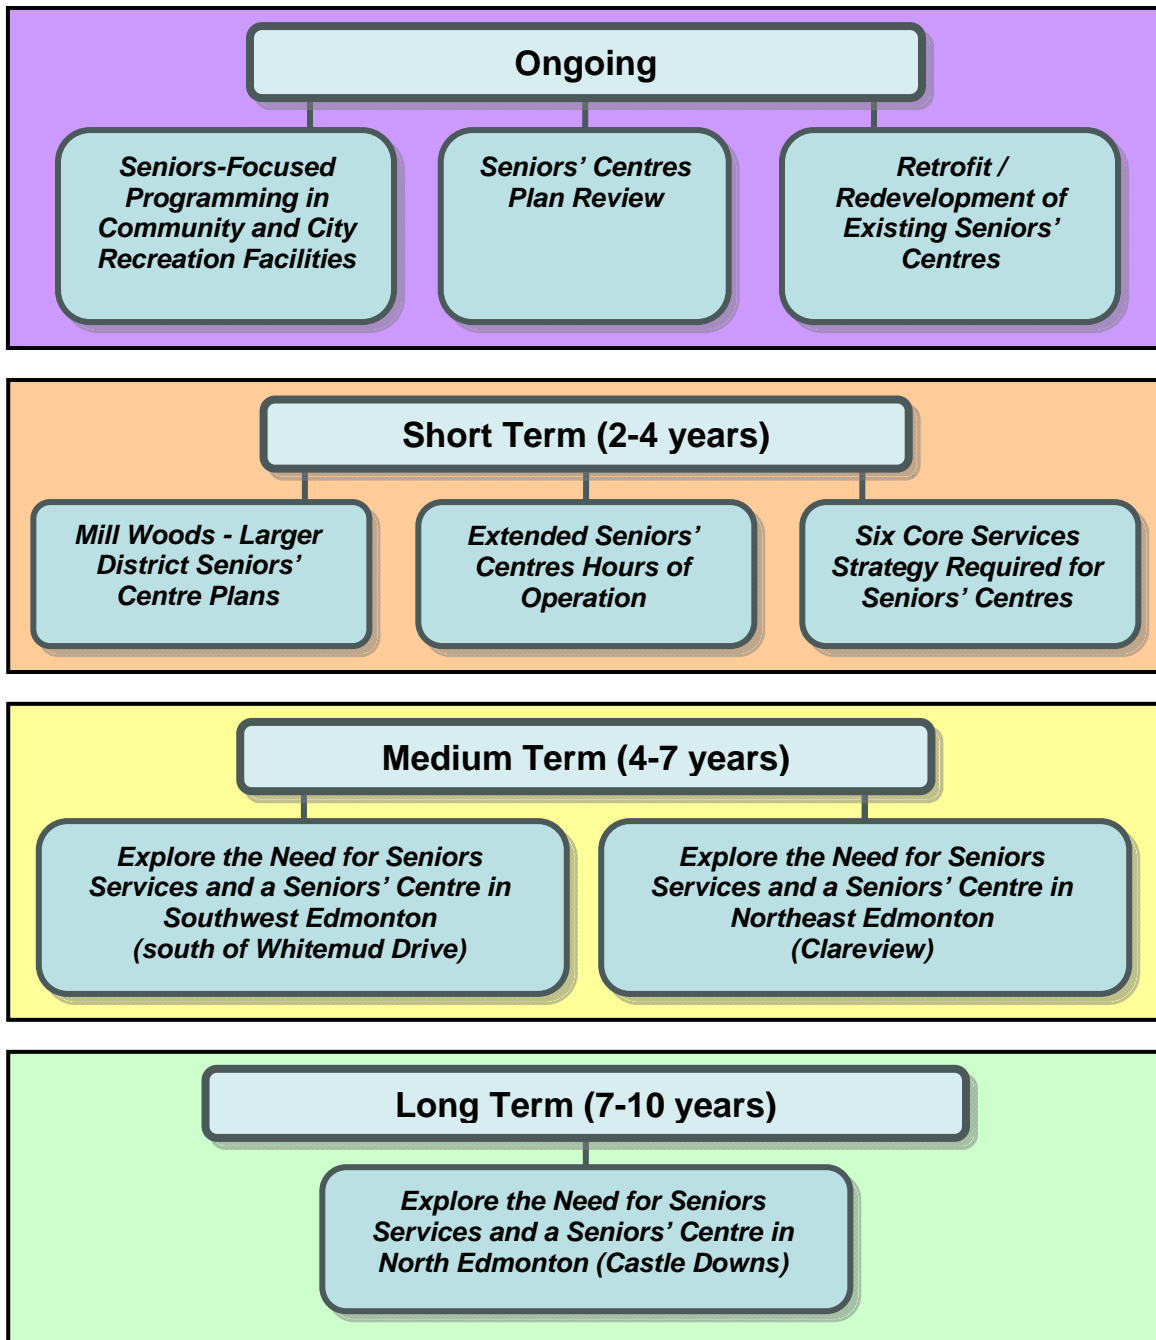 Ongoing
Seniors-Focused
Programming in
Community and City
Recreation Facilities
Seniors’ Centres
Plan Review
Retrofit /
Redevelopment of
Existing Seniors’
Centres
Short Term (2-4 years)
Mill Woods - Larger
District Seniors’
Centre Plans
Extended Seniors’
Centres Hours of
Operation
Six Core Services
Strategy Required for
Seniors’ Centres
Medium Term (4-7 years)
Explore the Need for Seniors
Services and a Seniors’ Centre in
Southwest Edmonton
(south of Whitemud Drive)
Explore the Need for Seniors
Services and a Seniors’ Centre in
Northeast Edmonton
(Clareview)
Long Term (7-10 years)
Explore the Need for Seniors
Services and a Seniors’ Centre in
North Edmonton (Castle Downs)